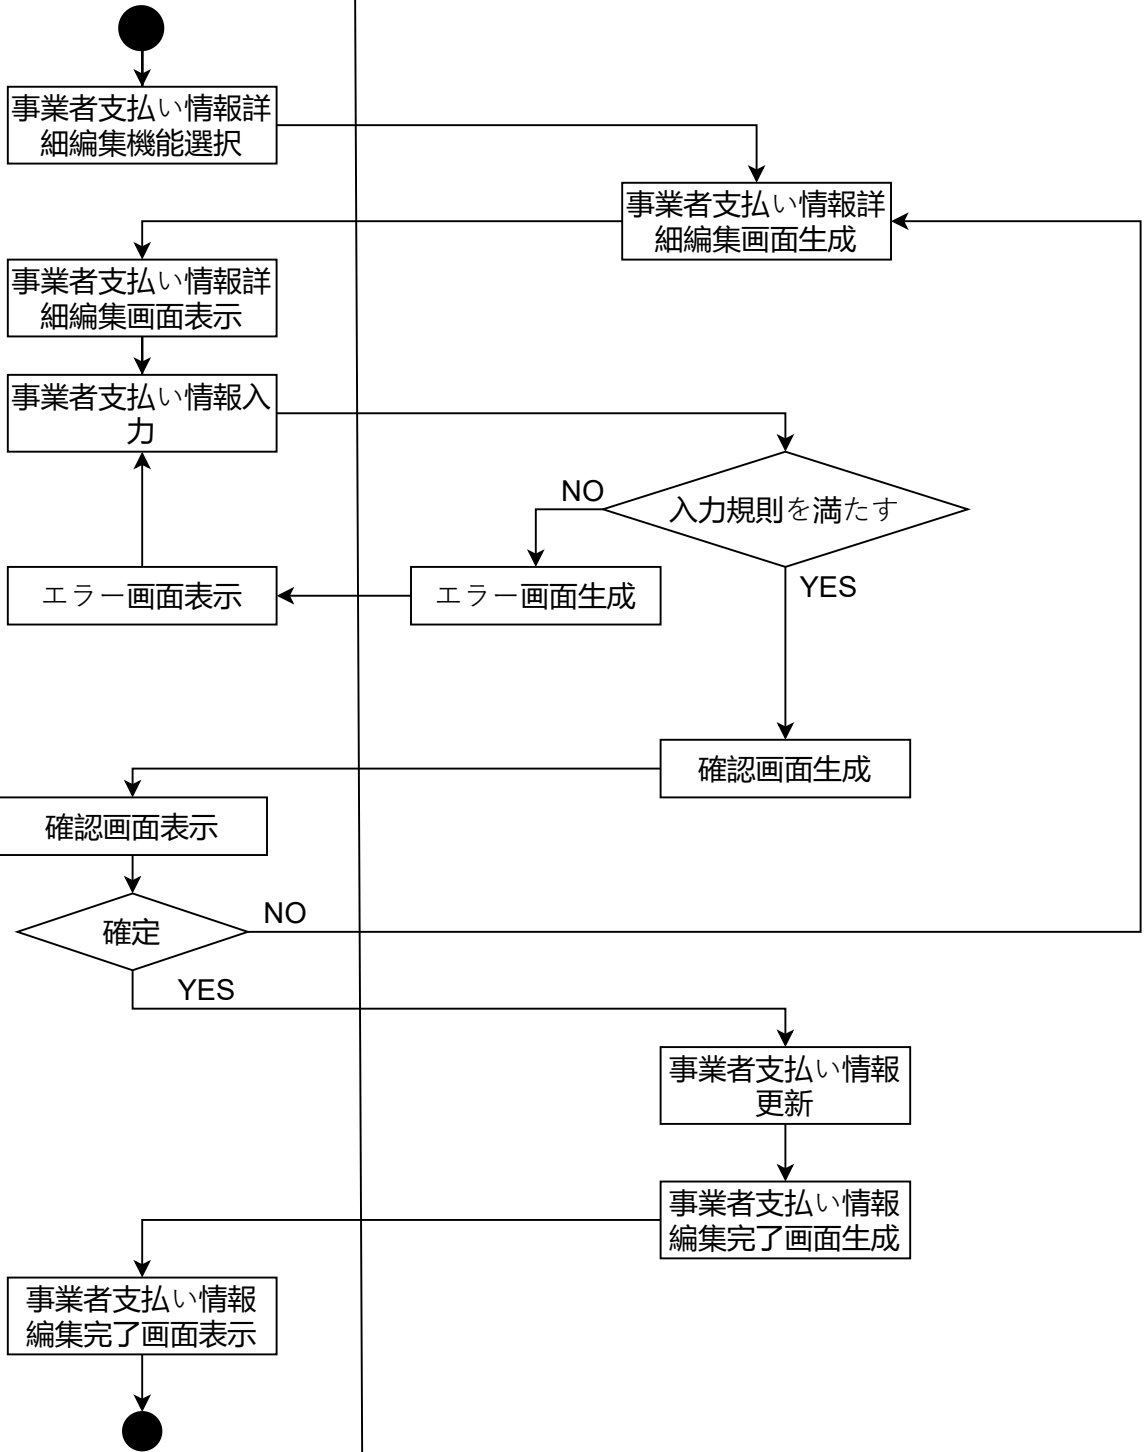 事業者支払い情報詳
細編集機能選択
事業者支払い情報詳
細編集画面生成
事業者支払い情報詳
細編集画面表示
事業者支払い情報入
力
入力規則を満たす
NO
YES
エラー画面生成
エラー画面表示
確認画面生成
確認画面表示
確定
NO
YES
事業者支払い情報
更新
事業者支払い情報
編集完了画面生成
事業者支払い情報
編集完了画面表示